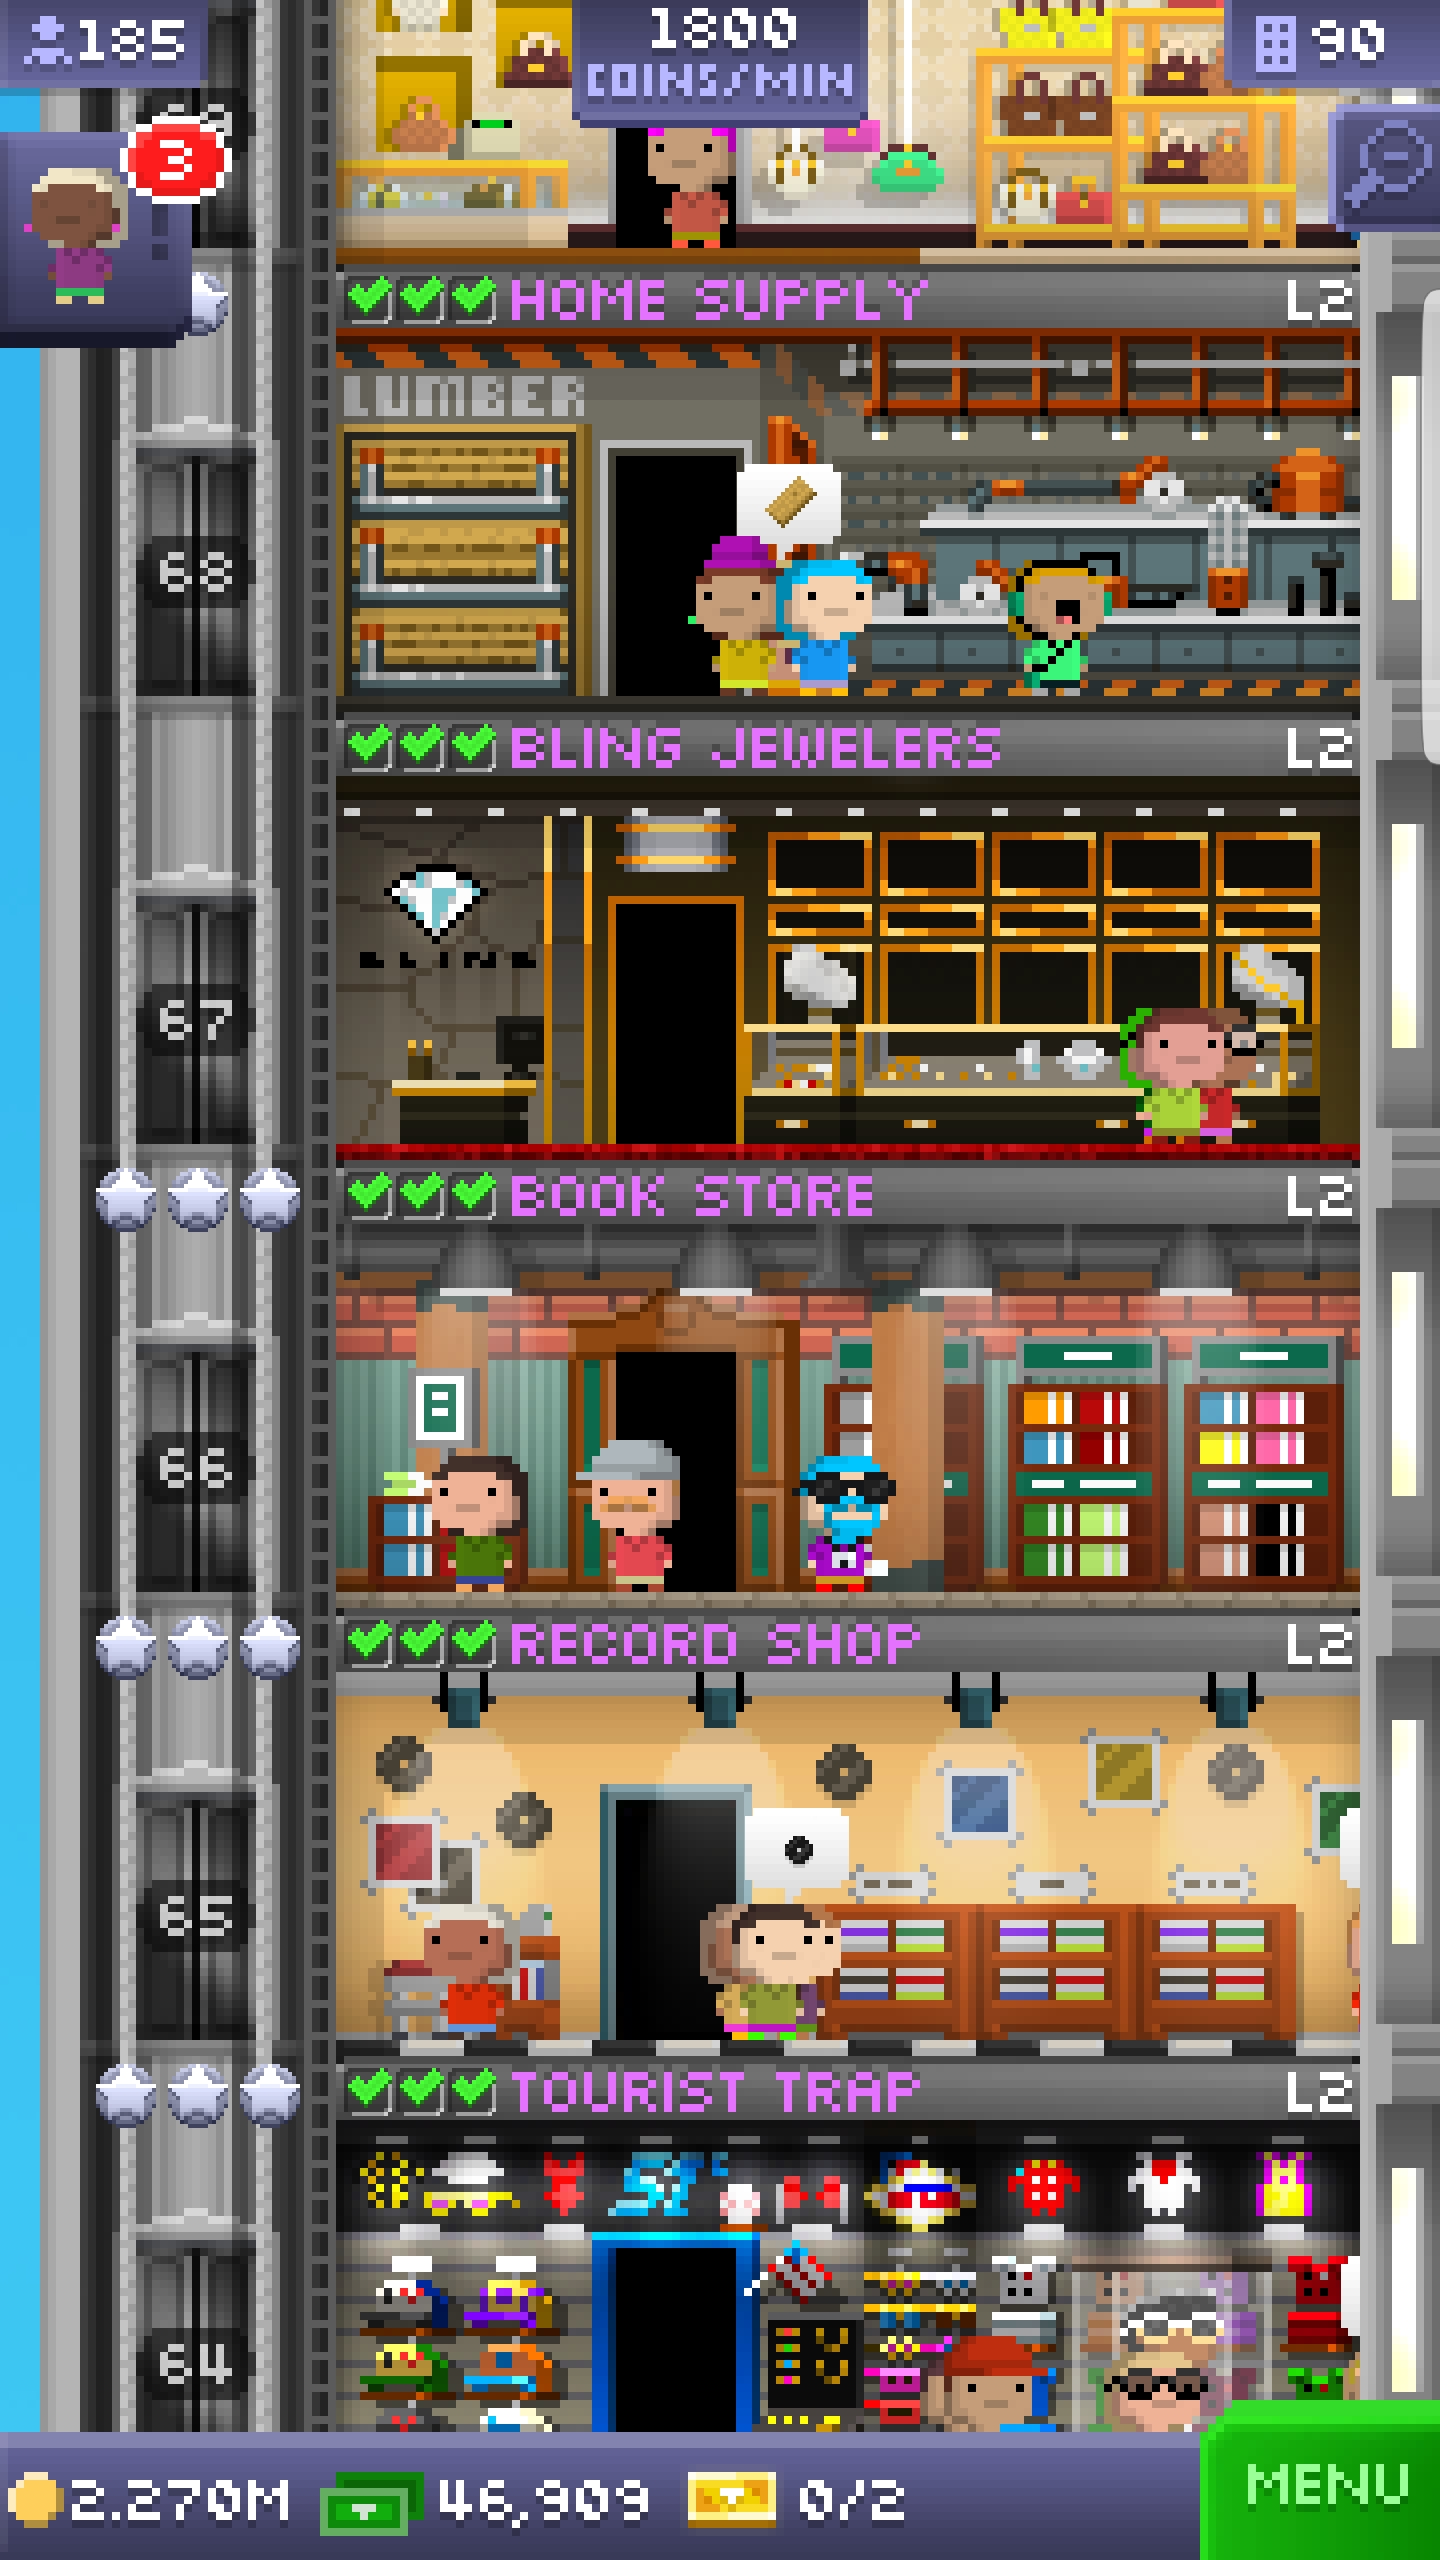 185
1800
COINS/MIN
90
3
HOME SUPPLY
L2
LUMBER
68
BLING JEWELERS
L2
BLING
67
BOOK STORE
L2
66
RECORD SHOP
L2
65
TOURIST TRAP
L2
64
2.270M
46,909
0/2
MENU